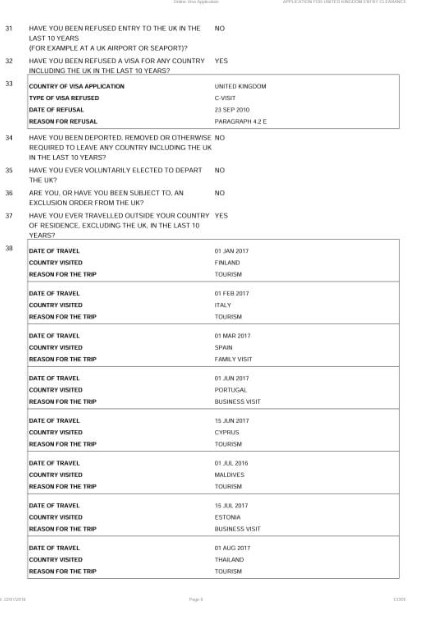 Online Visa Application APPLICATION FOR UNITED KINGDOM ENTRY CLEARANCE
31 HAVE YOU BEEN REFUSED ENTRY TO THE UK IN THE NO
LAST 10 YEARS
(FOR EXAMPLE AT A UK AIRPORT OR SEAPORT)?
32 HAVE YOU BEEN REFUSED A VISA FOR ANY COUNTRY YES
INCLUDING THE UK IN THE LAST 10 YEARS?
33 COUNTRY OF VISA APPLICATION UNITED KINGDOM
TYPE OF VISA REFUSED C-VISIT
DATE OF REFUSAL 23 SEP 2010
REASON FOR REFUSAL PARAGRAPH 4.2 E
34 HAVE YOU BEEN DEPORTED, REMOVED OR OTHERWISE NO
REQUIRED TO LEAVE ANY COUNTRY INCLUDING THE UK
IN THE LAST 10 YEARS?
35 HAVE YOU EVER VOLUNTARILY ELECTED TO DEPART NO
THE UK?
36 ARE YOU, OR HAVE YOU BEEN SUBJECT TO, AN NO
EXCLUSION ORDER FROM THE UK?
37 HAVE YOU EVER TRAVELLED OUTSIDE YOUR COUNTRY YES
OF RESIDENCE, EXCLUDING THE UK, IN THE LAST 10
YEARS?
38 DATE OF TRAVEL 01 JAN 2017
COUNTRY VISITED FINLAND
REASON FOR THE TRIP TOURISM
DATE OF TRAVEL 01 FEB 2017
COUNTRY VISITED ITALY
REASON FOR THE TRIP TOURISM
DATE OF TRAVEL 01 MAR 2017
COUNTRY VISITED SPAIN
REASON FOR THE TRIP FAMILY VISIT
DATE OF TRAVEL 01 JUN 2017
COUNTRY VISITED PORTUGAL
REASON FOR THE TRIP BUSINESS VISIT
DATE OF TRAVEL 15 JUN 2017
COUNTRY VISITED CYPRUS
REASON FOR THE TRIP TOURISM
DATE OF TRAVEL 01 JUL 2016
COUNTRY VISITED MALDIVES
REASON FOR THE TRIP TOURISM
DATE OF TRAVEL 15 JUL 2017
COUNTRY VISITED ESTONIA
REASON FOR THE TRIP BUSINESS VISIT
DATE OF TRAVEL 01 AUG 2017
COUNTRY VISITED THAILAND
REASON FOR THE TRIP TOURISM
Page 4